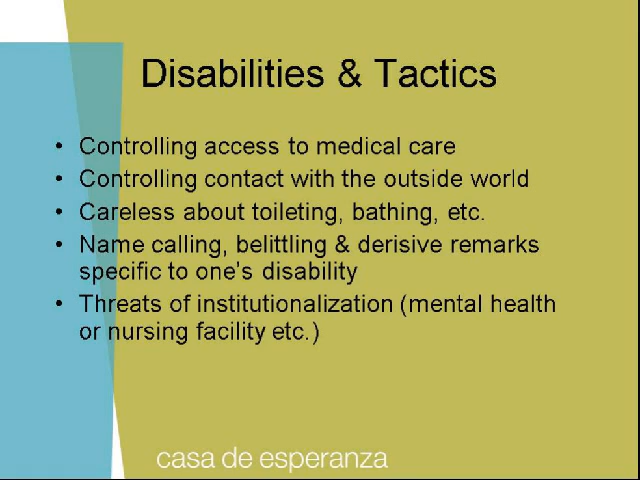 Disabilities & Tactics
• Controlling access to medical care
• Controlling contact with the outside world
• Careless about toileting, bathing, etc.
• Name calling, belittling & derisive remarks
specific to one's disability
• Threats of institutionalization (mental health
or nursing facility etc.)
casa de esperanza